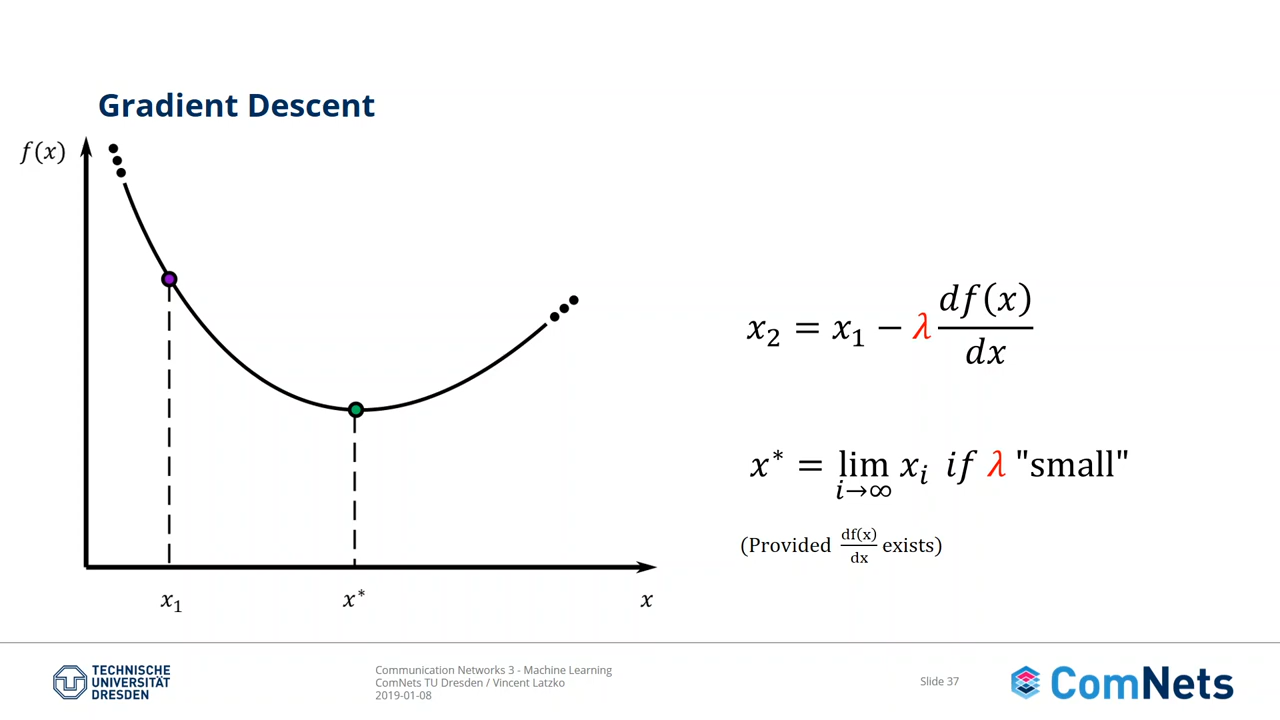 Gradient Descent
f(x)
x₂ = x₁ − λ df(x)/dx
x* = lim i→∞ xᵢ if λ "small"
(Provided df(x)/dx exists)
x₁
x*
x
TECHNISCHE
UNIVERSITÄT
DRESDEN
Communication Networks 3 - Machine Learning
ComNets TU Dresden / Vincent Latzko
2019-01-08
Slide 37
ComNets